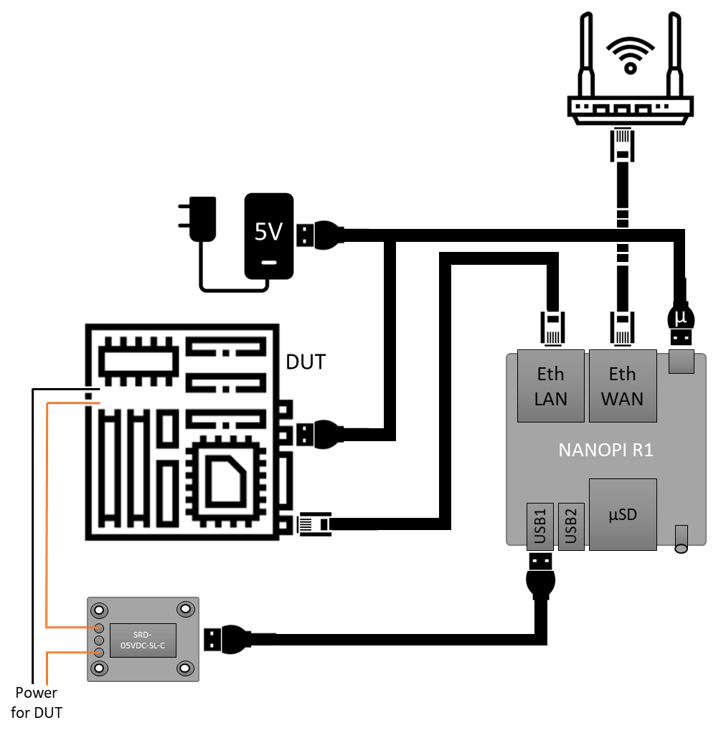 5V
μ
DUT
Eth
LAN
Eth
WAN
NANOPI R1
USB1
USB2
μSD
SRD-
05VDC-SL-C
Power
for DUT